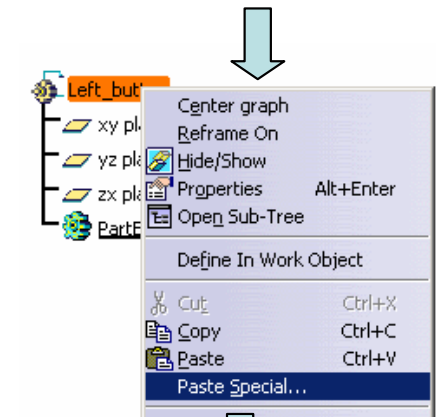 Left_but
Center graph
xy pla
Reframe On
yz pla
Hide/Show
zx pla
Properties Alt+Enter
PartB
Open Sub-Tree
Define In Work Object
Cut Ctrl+X
Copy Ctrl+C
Paste Ctrl+V
Paste Special...